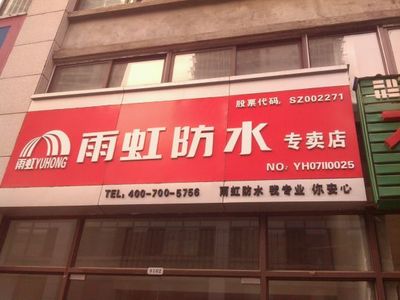 股票代码：SZ002271
雨虹YUHONG
雨虹防水 专卖店
NO：YH07110025
TEL：400-700-5756
雨虹防水 我专业 你安心